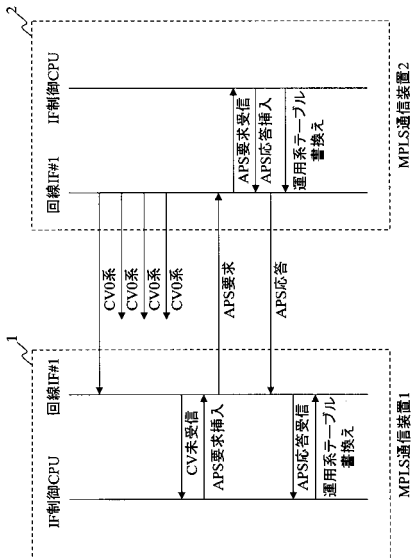 2
IF制御CPU
回線IF#1
APS要求受信
APS応答挿入
運用系テーブル
書換え
MPLS通信装置2
CV0系
CV0系
CV0系
CV0系
APS要求
APS応答
1
回線IF#1
IF制御CPU
CV未受信
APS要求挿入
APS応答受信
運用系テーブル
書換え
MPLS通信装置1